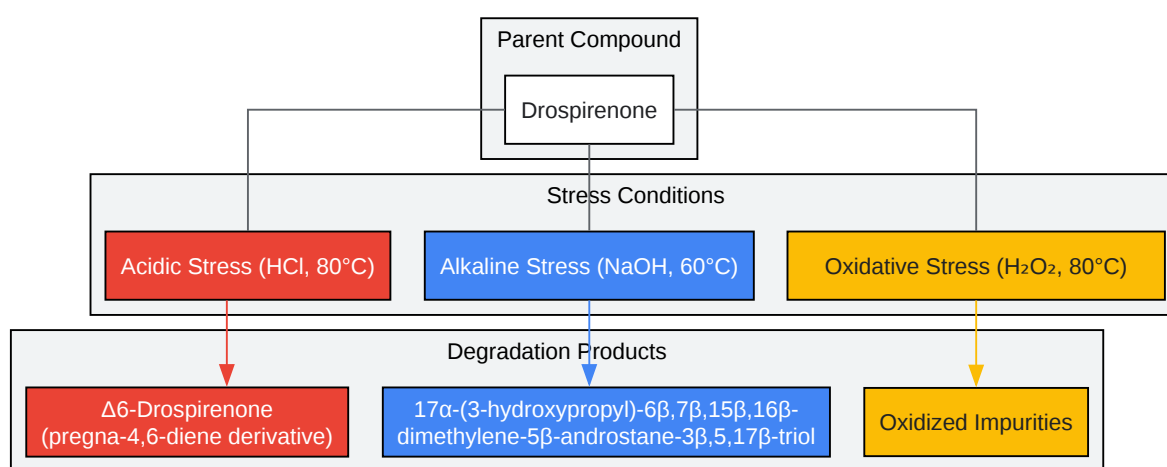 Parent Compound
Drospirenone
Stress Conditions
Acidic Stress (HCl, 80°C)
Alkaline Stress (NaOH, 60°C)
Oxidative Stress (H₂O₂, 80°C)
Degradation Products
Δ6-Drospirenone
(pregna-4,6-diene derivative)
17α-(3-hydroxypropyl)-6β,7β,15β,16β-
dimethylene-5β-androstane-3β,5,17β-triol
Oxidized Impurities